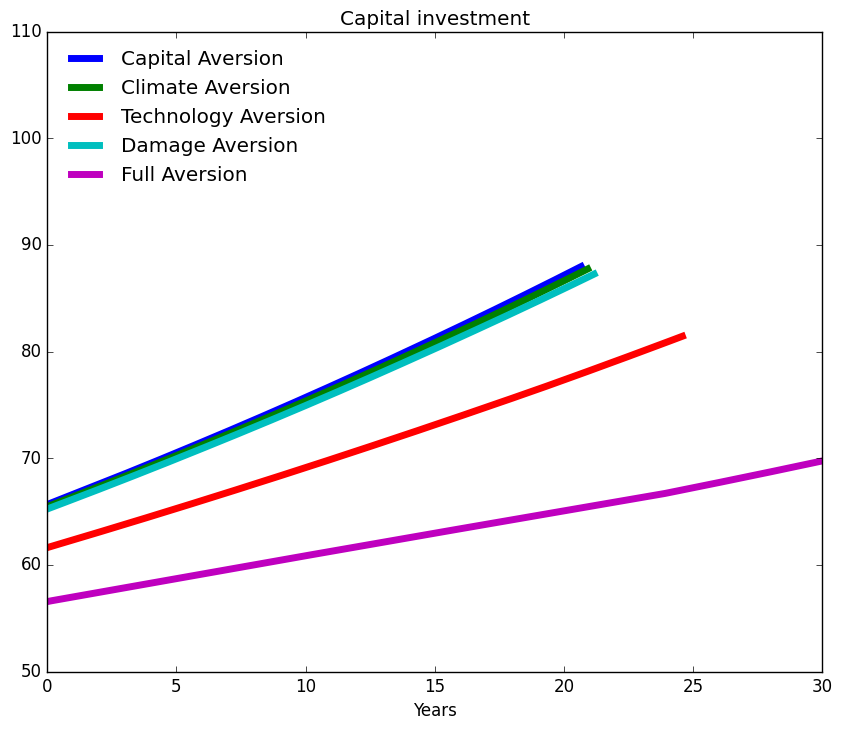 Capital investment
110
100
90
80
70
60
50
Capital Aversion
Climate Aversion
Technology Aversion
Damage Aversion
Full Aversion
0 5 10 15 20 25 30
Years